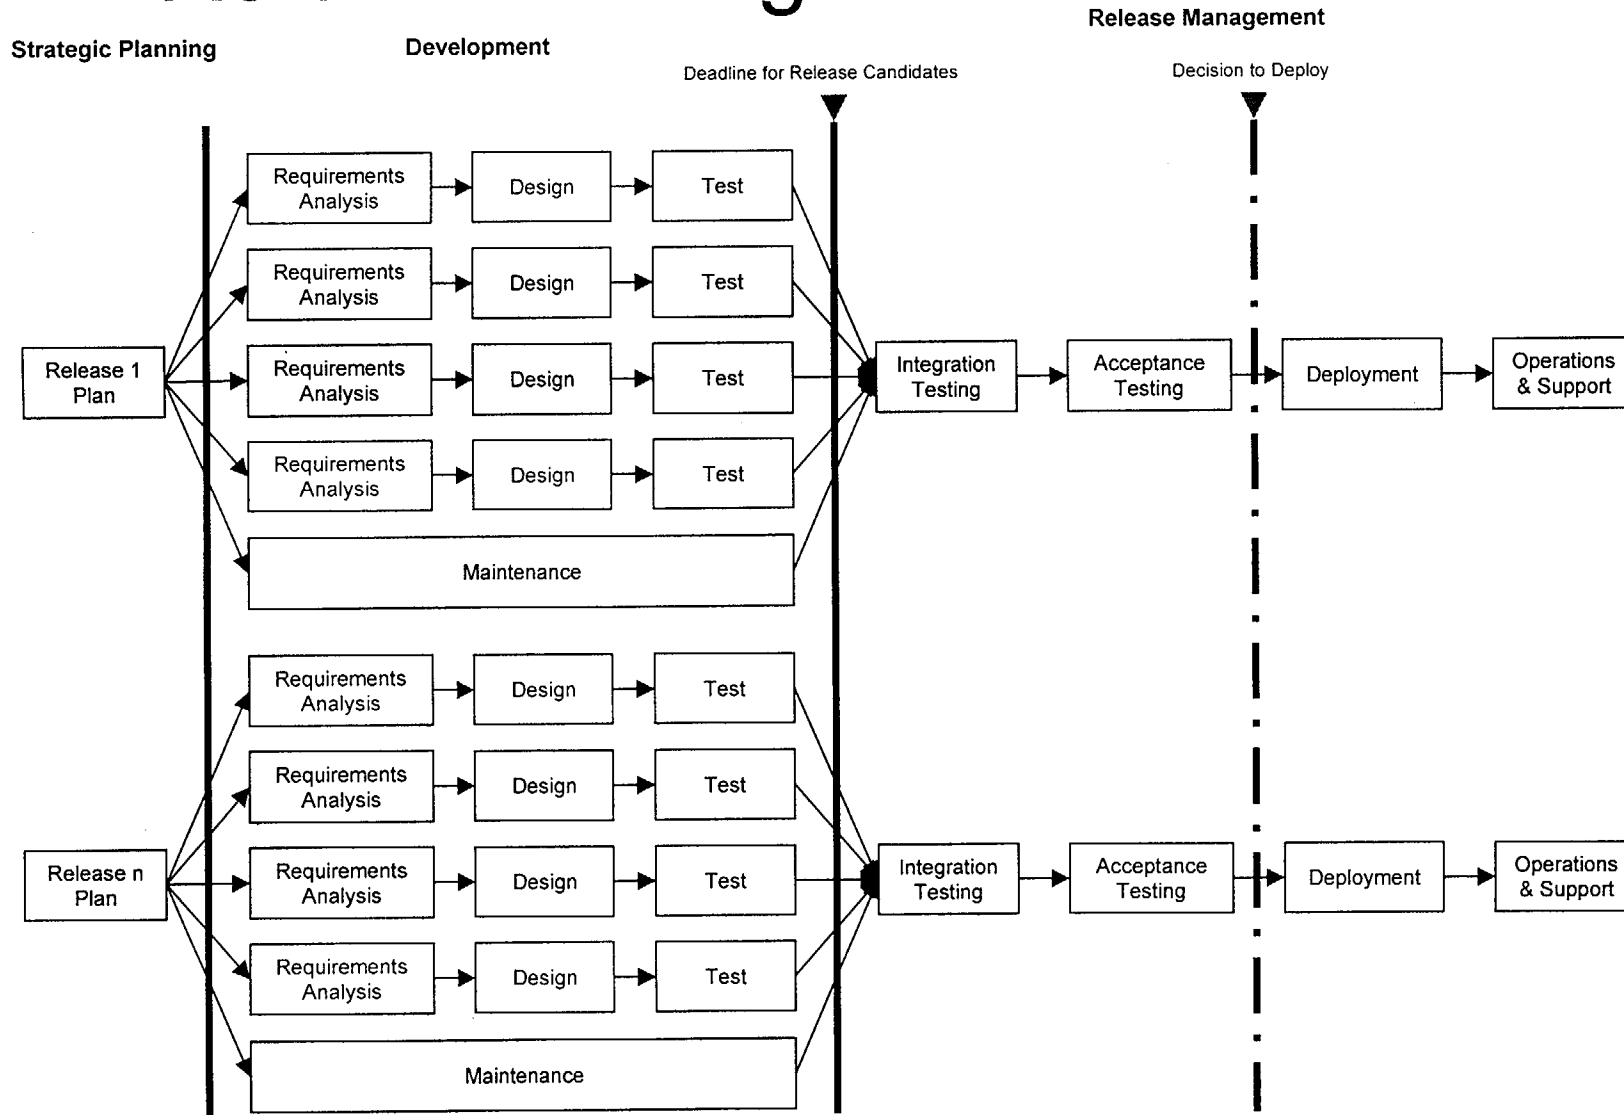 Release Management
Strategic Planning
Development
Deadline for Release Candidates
Decision to Deploy
Requirements
Analysis
Design
Test
Requirements
Analysis
Design
Test
Release 1
Plan
Requirements
Analysis
Design
Test
Integration
Testing
Acceptance
Testing
Deployment
Operations
& Support
Requirements
Analysis
Design
Test
Maintenance
Requirements
Analysis
Design
Test
Requirements
Analysis
Design
Test
Release n
Plan
Requirements
Analysis
Design
Test
Integration
Testing
Acceptance
Testing
Deployment
Operations
& Support
Requirements
Analysis
Design
Test
Maintenance